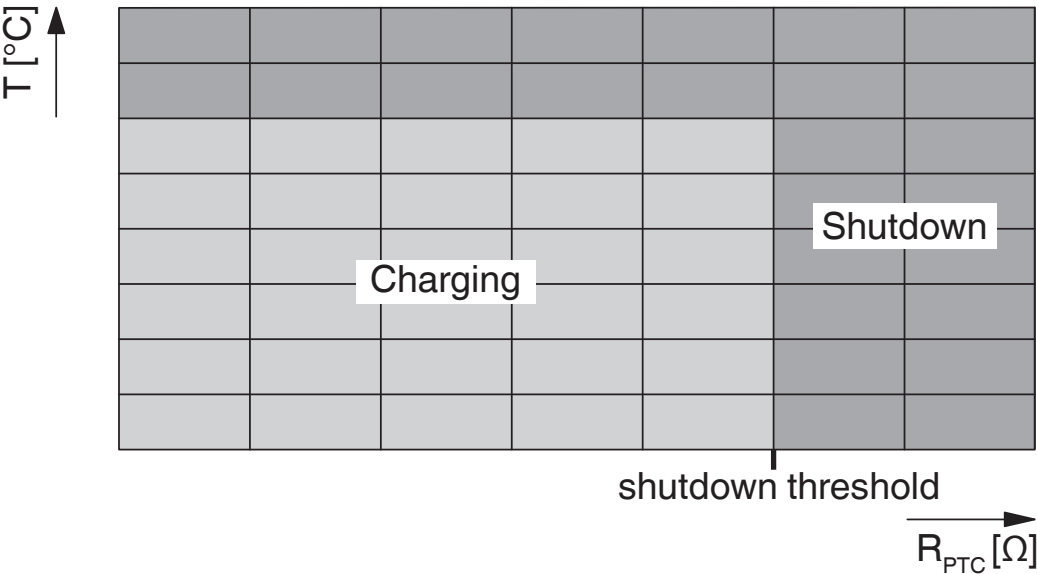 T [°C]
Shutdown
Charging
shutdown threshold
R_PTC [Ω]